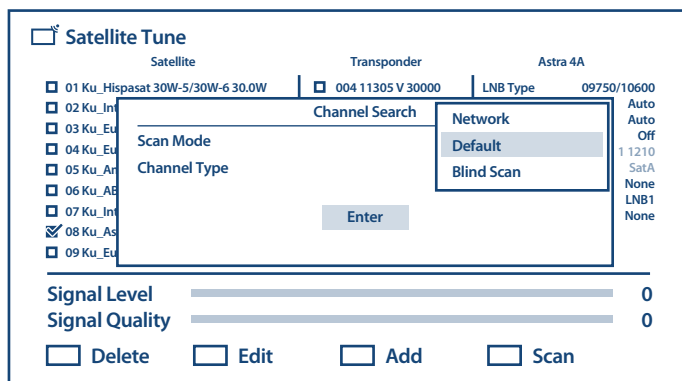 Satellite Tune
Satellite Transponder Astra 4A
01 Ku_Hispasat 30W-5/30W-6 30.0W 004 11305 V 30000 LNB Type 09750/10600
02 Ku_Int Auto
03 Ku_Eu Auto
04 Ku_Eu Off
05 Ku_Am 1 1210
06 Ku_AB SatA
07 Ku_Int None
08 Ku_As LNB1
09 Ku_Eu None
Channel Search
Scan Mode
Channel Type
Enter
Network
Default
Blind Scan
Signal Level 0
Signal Quality 0
Delete Edit Add Scan